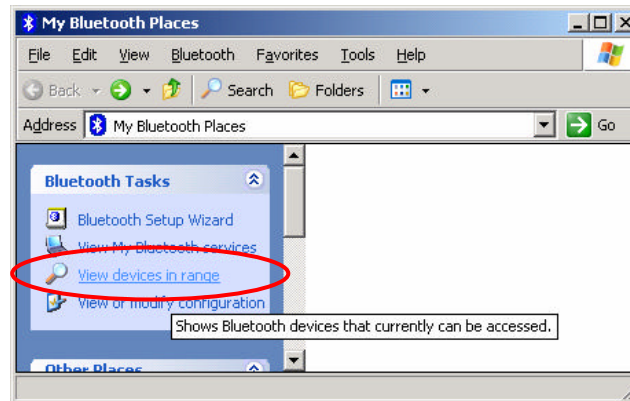 My Bluetooth Places
File Edit View Bluetooth Favorites Tools Help
Back Search Folders
Address My Bluetooth Places Go
Bluetooth Tasks
Bluetooth Setup Wizard
View My Bluetooth services
View devices in range
View or modify configuration
Shows Bluetooth devices that currently can be accessed.
Other Places